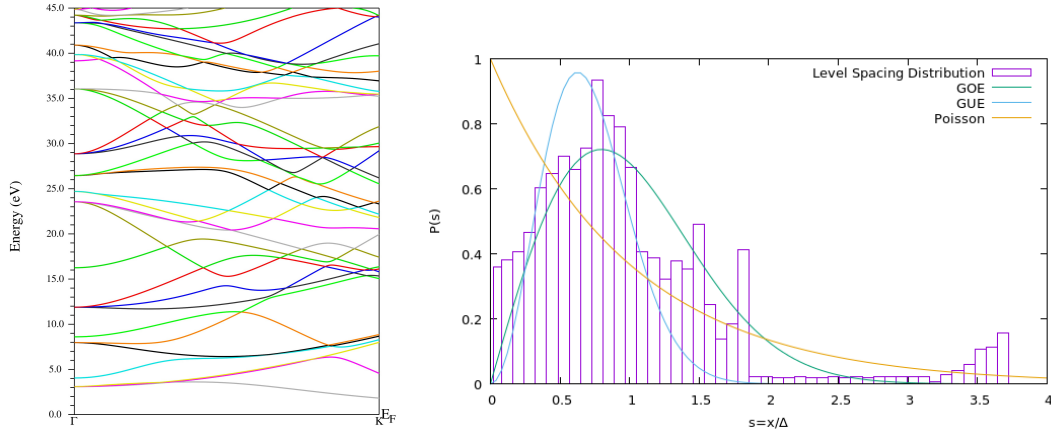 45.0
40.0
35.0
30.0
25.0
20.0
15.0
10.0
5.0
0.0
Energy (eV)
Γ
K
E_F
1
0.8
0.6
0.4
0.2
0
P(s)
Level Spacing Distribution
GOE
GUE
Poisson
0 0.5 1 1.5 2 2.5 3 3.5 4
s=x/Δ